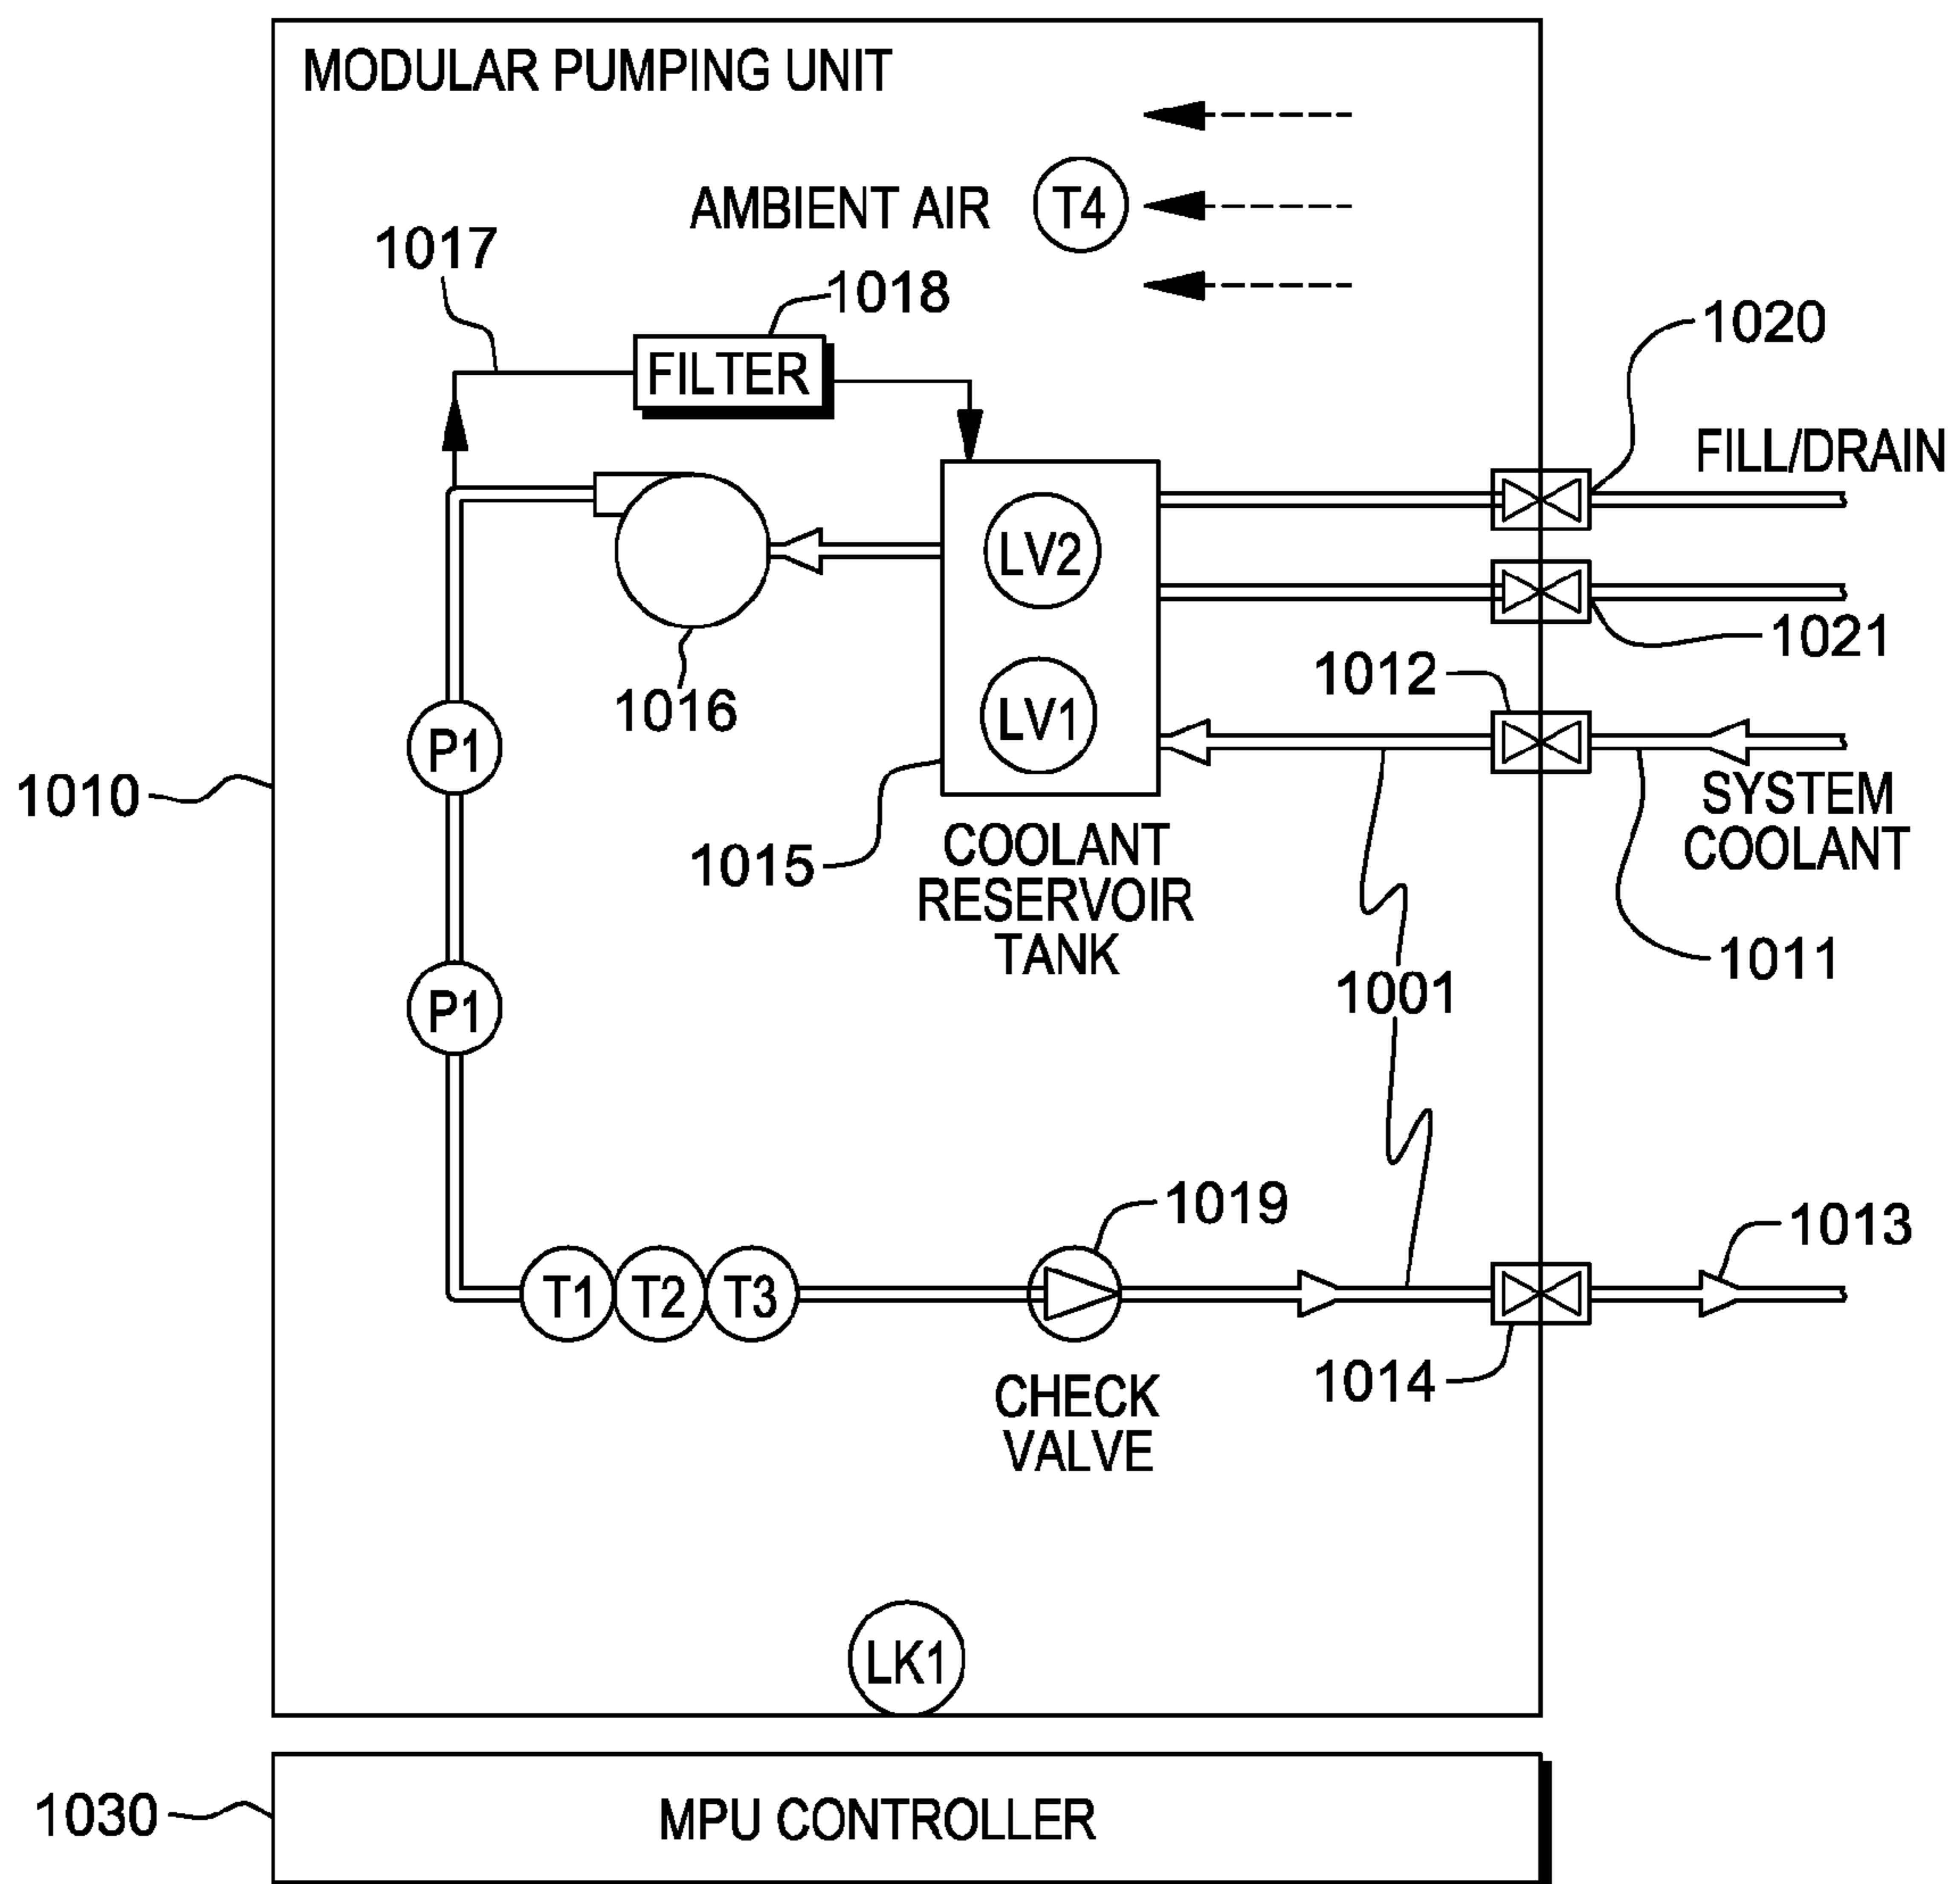 MODULAR PUMPING UNIT
AMBIENT AIR
T4
1017
1018
FILTER
1020
FILL/DRAIN
LV2
1021
1016
1012
LV1
P1
1010
SYSTEM
COOLANT
1015
COOLANT
RESERVOIR
TANK
1011
1001
P1
1019
1013
T1
T2
T3
1014
CHECK
VALVE
LK1
1030
MPU CONTROLLER